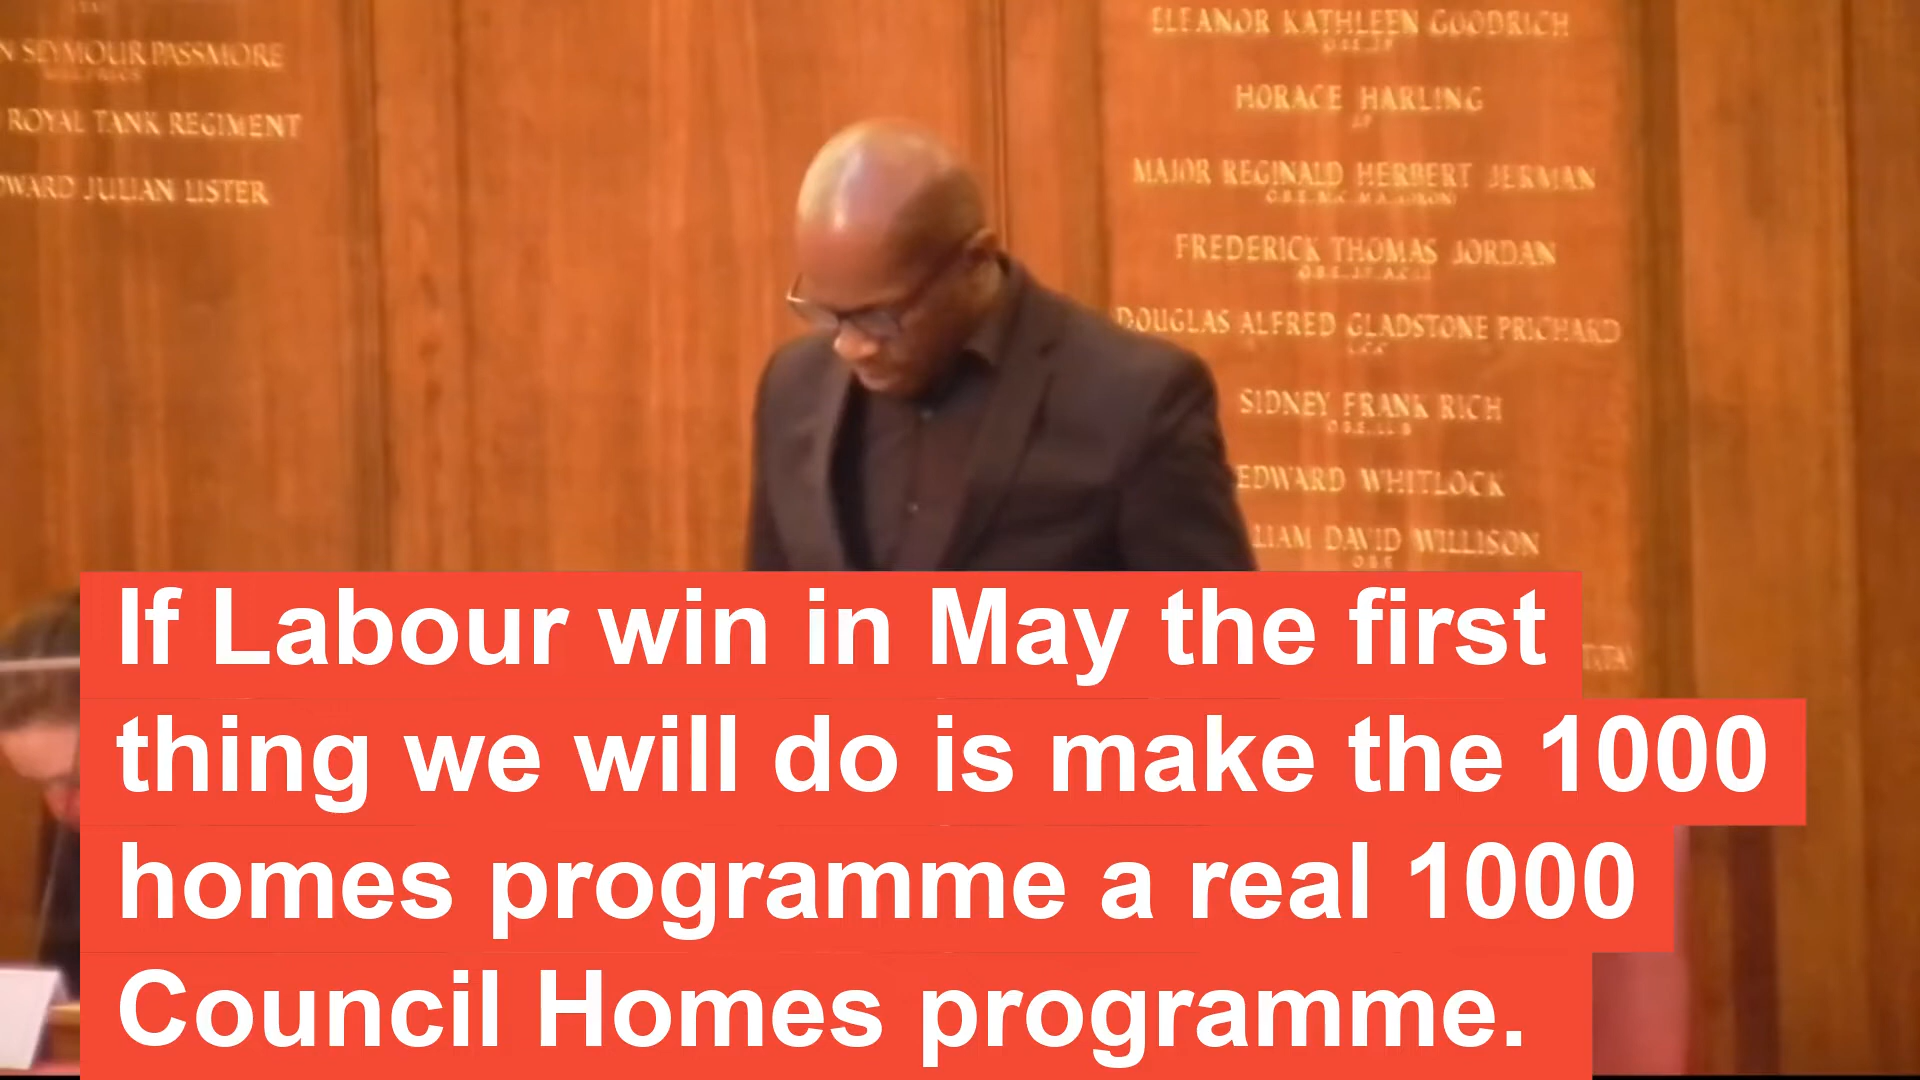 SEYMOUR PASSMORE
ROYAL TANK REGIMENT
JULIAN LISTER
ELEANOR KATHLEEN GOODRICH
HORACE HARLING
MAJOR REGINALD HERBERT JERMAN
FREDERICK THOMAS JORDAN
DOUGLAS ALFRED GLADSTONE PRICHARD
SIDNEY FRANK RICH
EDWARD WHITLOCK
DAVID WILLISON
If Labour win in May the first
thing we will do is make the 1000
homes programme a real 1000
Council Homes programme.